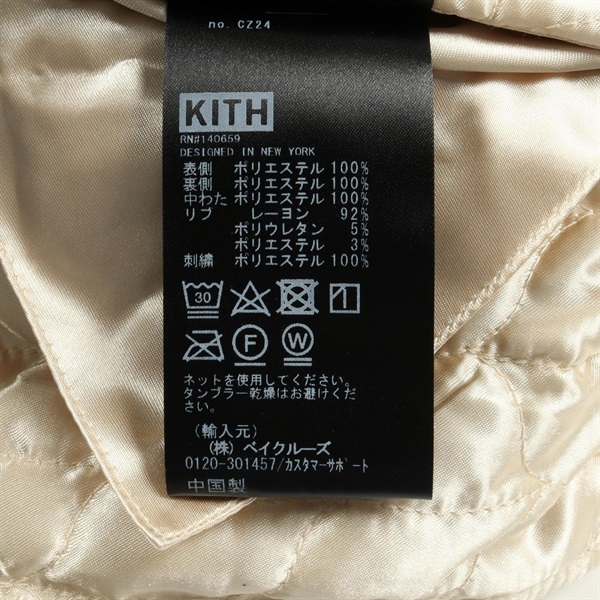 no. CZ24
KITH
RN#140659
DESIGNED IN NEW YORK
表側 ポリエステル 100%
裏側 ポリエステル 100%
中わた ポリエステル 100%
リブ レーヨン 92%
ポリウレタン 5%
ポリエステル 3%
刺繍 ポリエステル 100%
30
F W
ネットを使用してください。
タンブラー乾燥はお避けください。
(輸入元)
(株) ベイクルーズ
0120-301457/カスタマーサポート
中国製